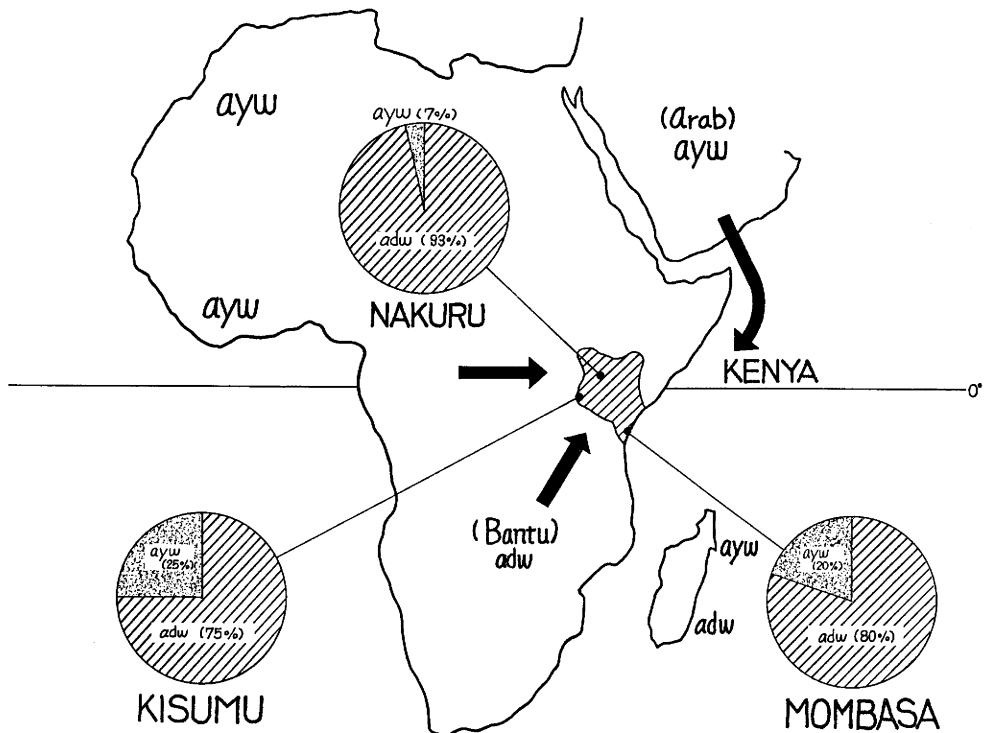 ayw
(arab)
ayw
ayw (7%)
adw (93%)
NAKURU
ayw
KENYA
0°
(Bantu)
adw
ayw
(25%)
adw (75%)
KISUMU
ayw
adw
ayw
(20%)
adw (80%)
MOMBASA